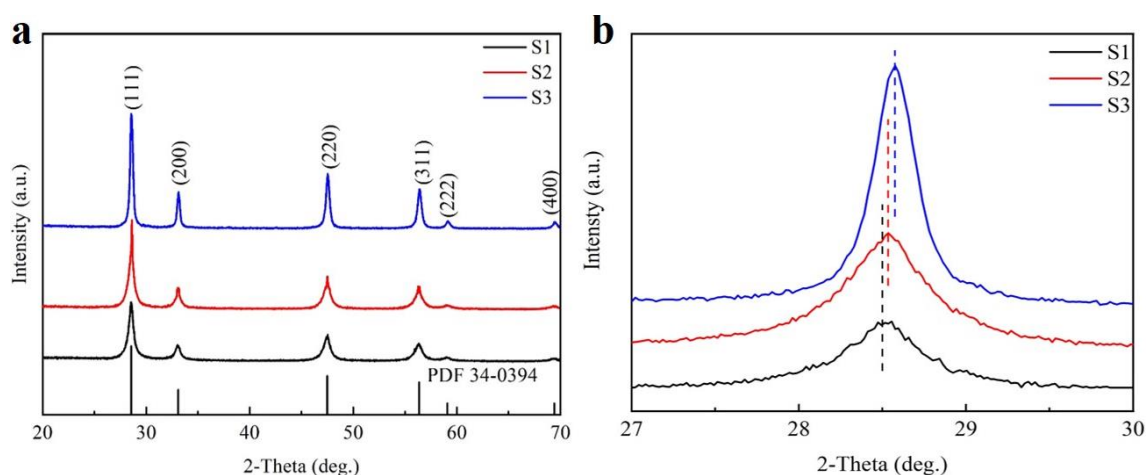 a
S1
S2
S3
(111)
(200)
(220)
(311)
(222)
(400)
PDF 34-0394
Intensity (a.u.)
20 30 40 50 60 70
2-Theta (deg.)
b
S1
S2
S3
Intensty (a.u.)
27 28 29 30
2-Theta (deg.)